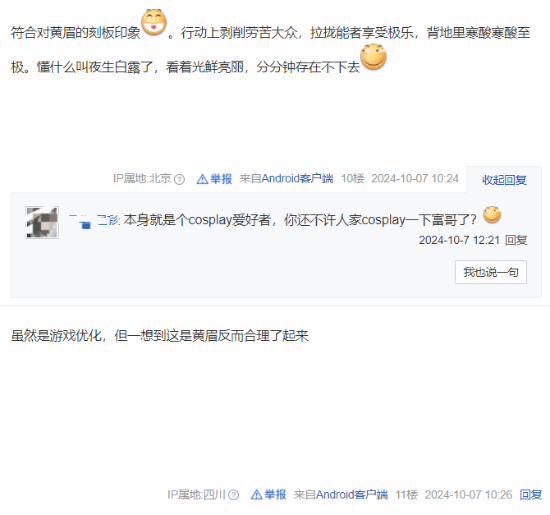 符合对黄眉的刻板印象。行动上剥削劳苦大众，拉拢能者享受极乐，背地里寒酸寒酸至
极。懂什么叫夜生白露了，看着光鲜亮丽，分分钟存在不下去
IP属地:北京 举报 来自Android客户端 10楼 2024-10-07 10:24 收起回复
: 本身就是个cosplay爱好者，你还不许人家cosplay一下富哥了?
2024-10-7 12:21 回复
我也说一句
虽然是游戏优化，但一想到这是黄眉反而合理了起来
IP属地:四川 举报 来自Android客户端 11楼 2024-10-07 10:26 回复